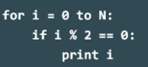 for i = 0 to N:
    if i % 2 == 0:
        print i